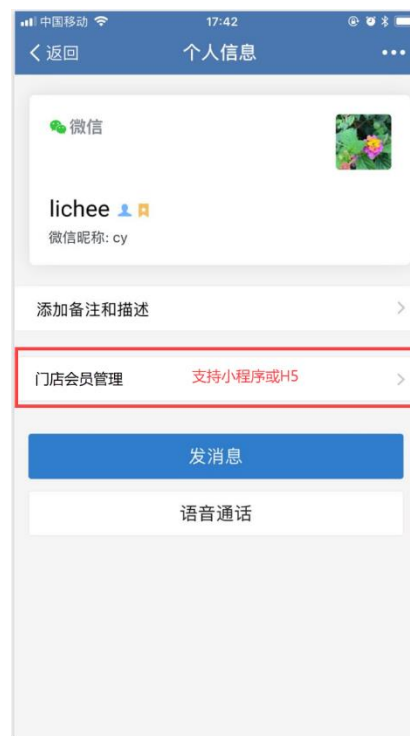 中国移动
17:42
返回
个人信息
微信
lichee
微信昵称: cy
添加备注和描述
门店会员管理
支持小程序或H5
发消息
语音通话